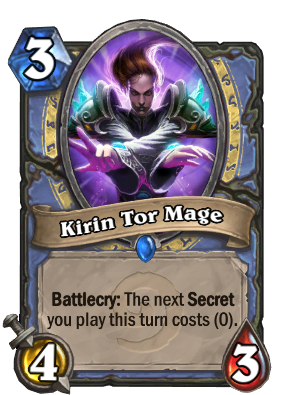 3
Kirin Tor Mage
Battlecry: The next Secret
you play this turn costs (0).
4
3